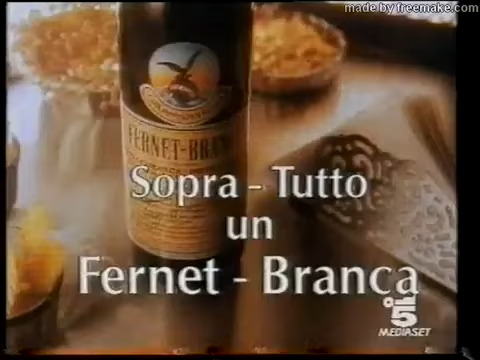 made by freemake.com
FERNET-BRAN
Sopra - Tutto
un
Fernet - Branca
5
MEDIASET